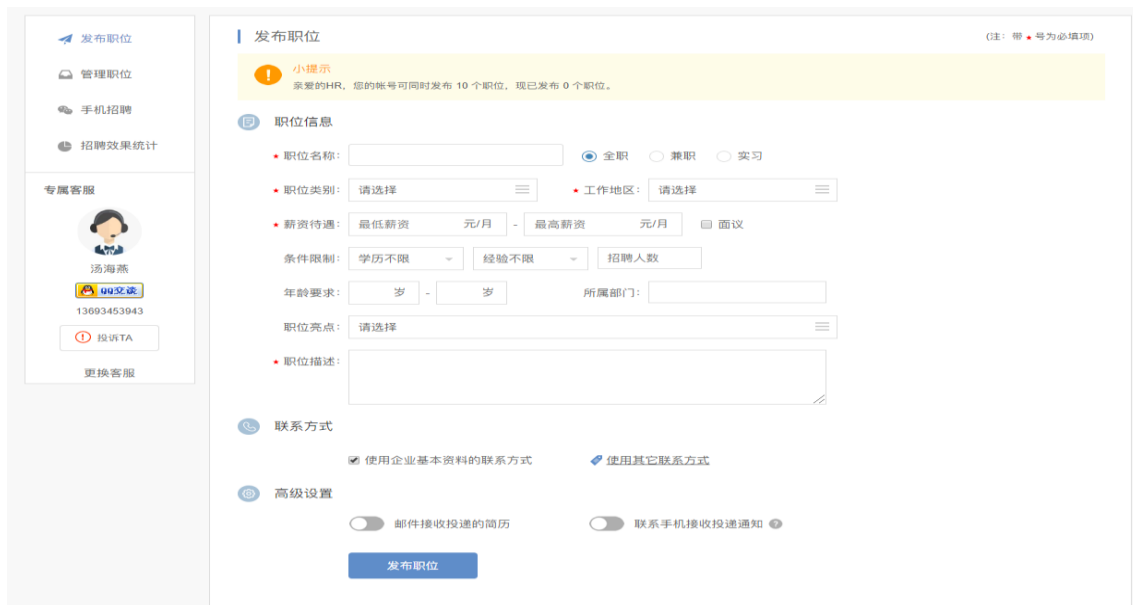 发布职位
管理职位
手机招聘
招聘效果统计
专属客服
汤海燕
QQ交谈
13693453943
投诉TA
更换客服
发布职位 (注: 带 ★ 号为必填项)
小提示
亲爱的HR, 您的帐号可同时发布 10 个职位, 现已发布 0 个职位。
职位信息
★ 职位名称: 全职 兼职 实习
★ 职位类别: 请选择 ★ 工作地区: 请选择
★ 薪资待遇: 最低薪资 元/月 - 最高薪资 元/月 面议
条件限制: 学历不限 经验不限 招聘人数
年龄要求: 岁 - 岁 所属部门:
职位亮点: 请选择
★ 职位描述:
联系方式
使用企业基本资料的联系方式 使用其它联系方式
高级设置
邮件接收投递的简历 联系手机接收投递通知 ?
发布职位